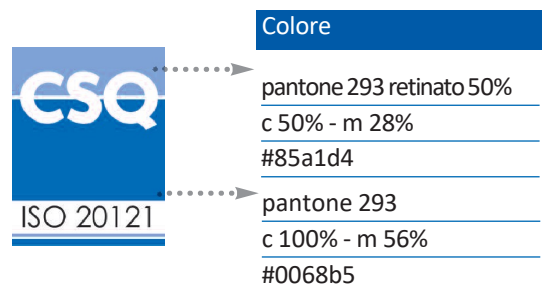 Colore
CSQ
ISO 20121
pantone 293 retinato 50%
c 50% - m 28%
#85a1d4
pantone 293
c 100% - m 56%
#0068b5